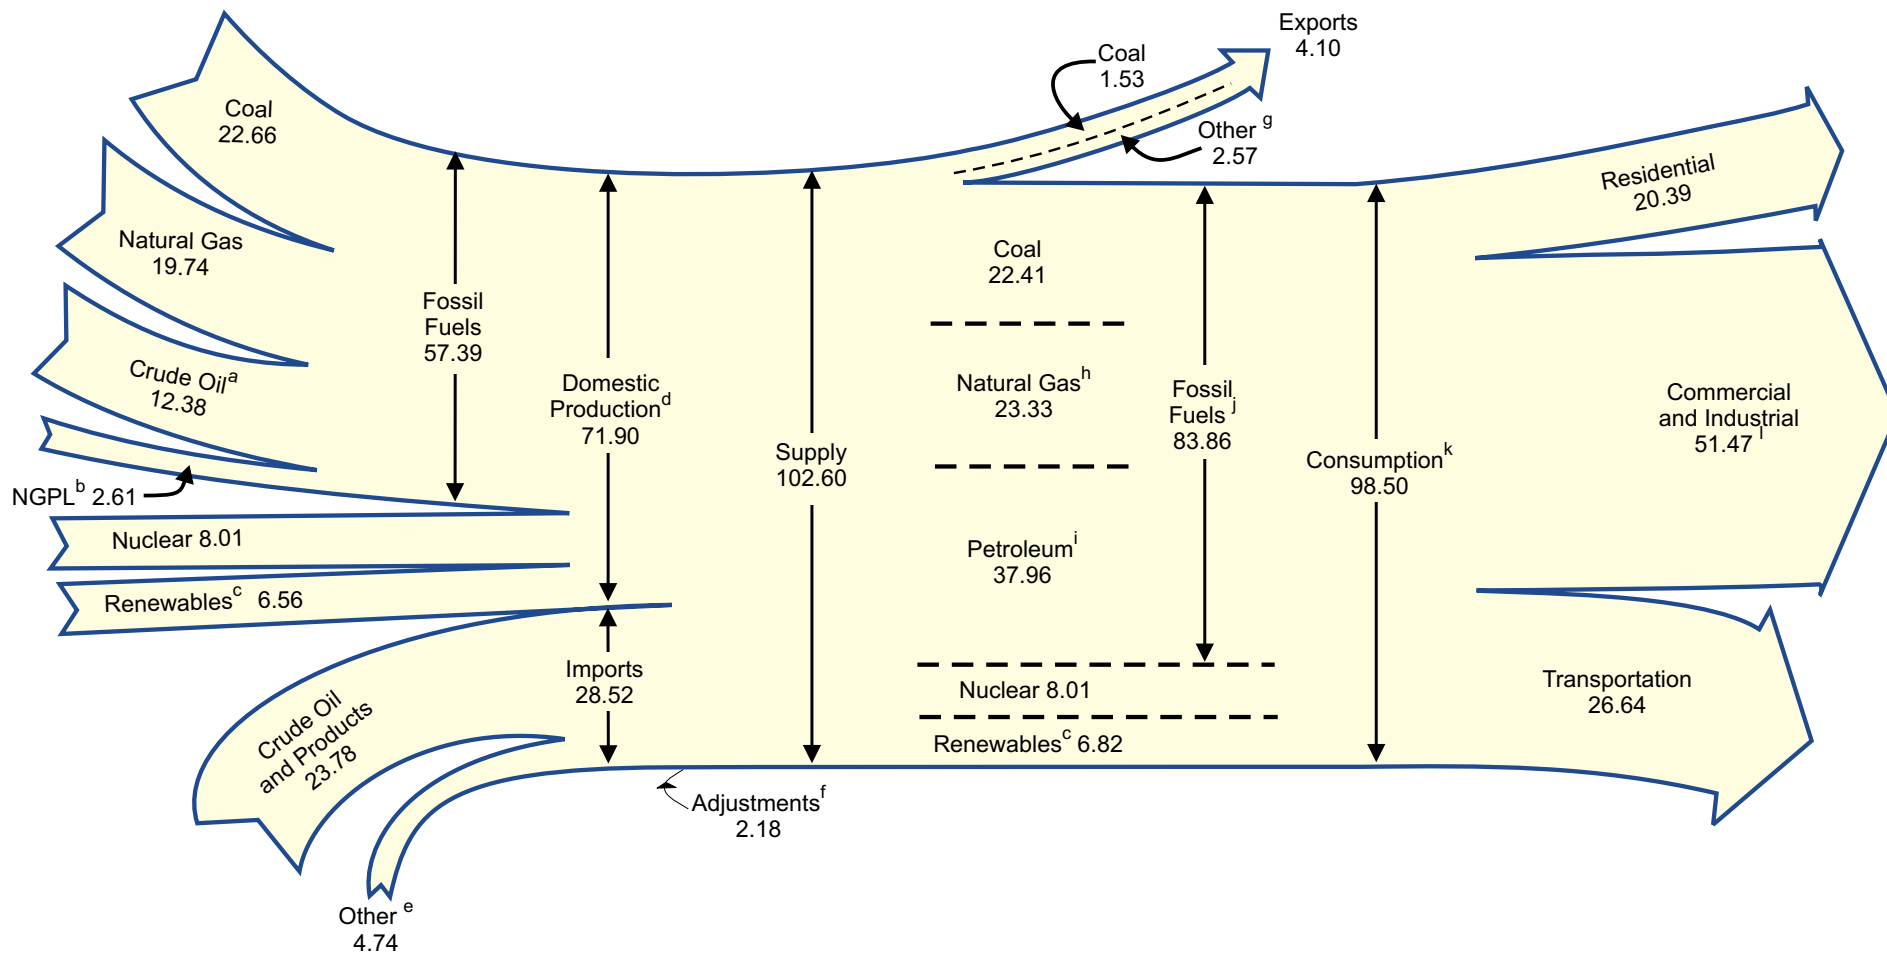 Exports
4.10
Coal
1.53
Other g
2.57
Coal
22.66
Natural Gas
19.74
Crude Oil a
12.38
NGPL b 2.61
Nuclear 8.01
Renewables c 6.56
Crude Oil
and Products
23.78
Other e
4.74
Fossil
Fuels
57.39
Domestic
Production d
71.90
Imports
28.52
Adjustments f
2.18
Supply
102.60
Coal
22.41
Natural Gas h
23.33
Petroleum i
37.96
Nuclear 8.01
Renewables c 6.82
Fossil
Fuels j
83.86
Consumption k
98.50
Residential
20.39
Commercial
and Industrial
51.47 l
Transportation
26.64